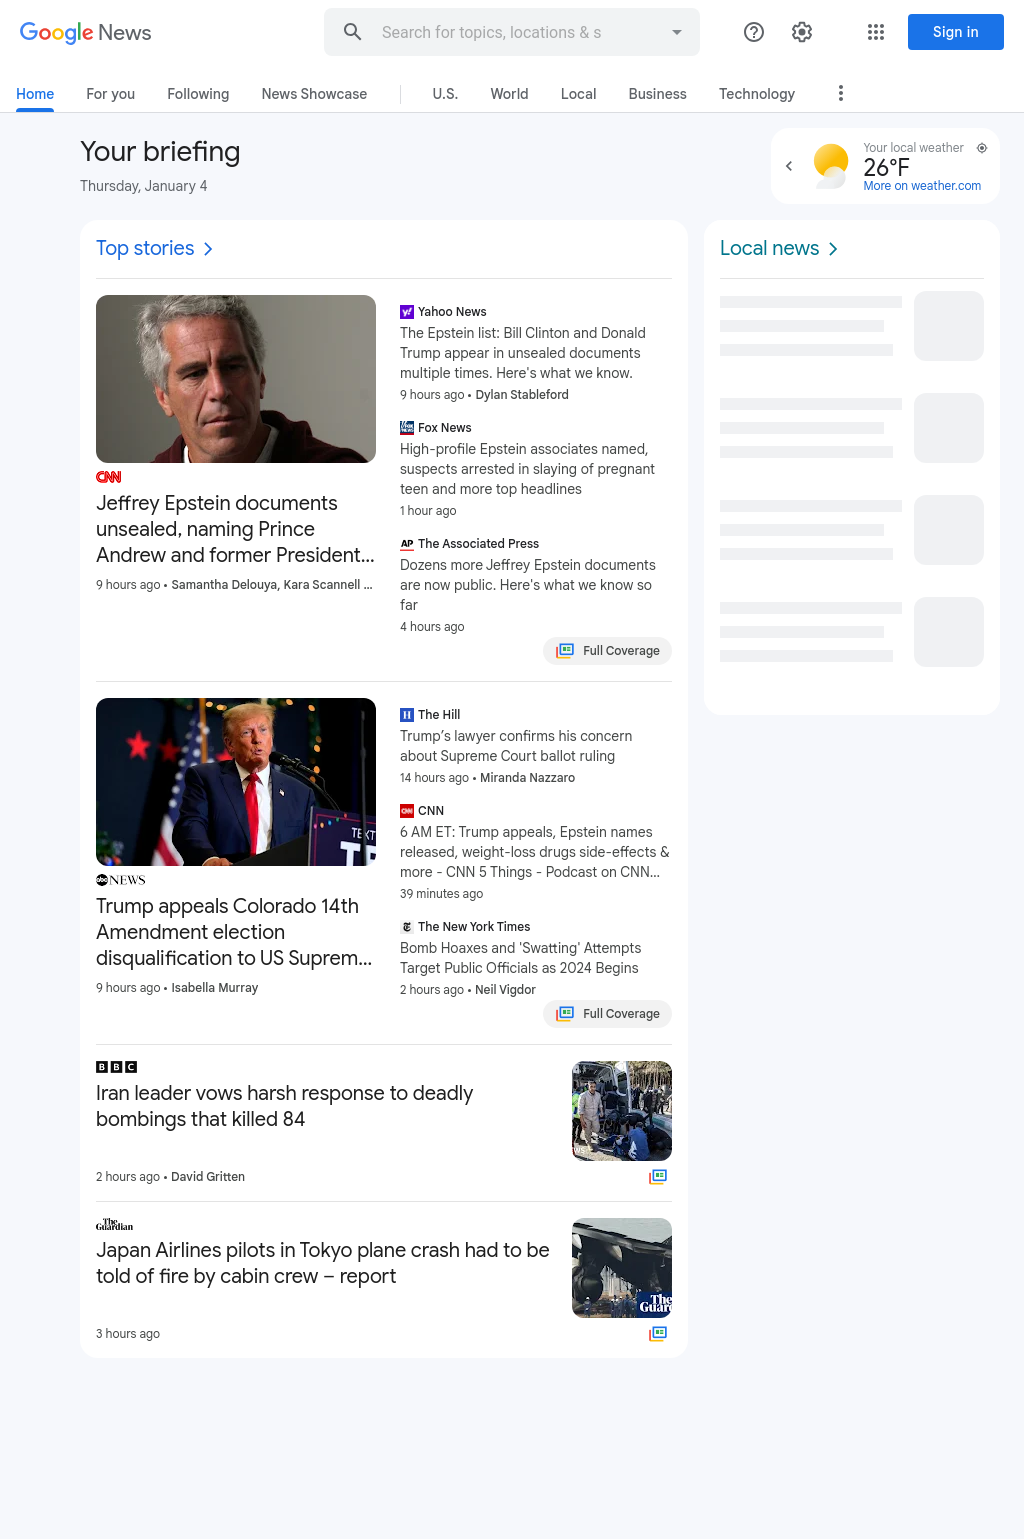 Google News
Search for topics, locations & s
Sign in
Home
For you
Following
News Showcase
U.S.
World
Local
Business
Technology
Your briefing
Thursday, January 4
Your local weather
26°F
More on weather.com
Top stories
CNN
Jeffrey Epstein documents
unsealed, naming Prince
Andrew and former President...
9 hours ago • Samantha Delouya, Kara Scannell ...
Yahoo News
The Epstein list: Bill Clinton and Donald
Trump appear in unsealed documents
multiple times. Here's what we know.
9 hours ago • Dylan Stableford
Fox News
High-profile Epstein associates named,
suspects arrested in slaying of pregnant
teen and more top headlines
1 hour ago
AP The Associated Press
Dozens more Jeffrey Epstein documents
are now public. Here's what we know so
far
4 hours ago
Full Coverage
TEXT
abc NEWS
Trump appeals Colorado 14th
Amendment election
disqualification to US Suprem...
9 hours ago • Isabella Murray
H The Hill
Trump’s lawyer confirms his concern
about Supreme Court ballot ruling
14 hours ago • Miranda Nazzaro
CNN CNN
6 AM ET: Trump appeals, Epstein names
released, weight-loss drugs side-effects &
more - CNN 5 Things - Podcast on CNN...
39 minutes ago
The New York Times
Bomb Hoaxes and 'Swatting' Attempts
Target Public Officials as 2024 Begins
2 hours ago • Neil Vigdor
Full Coverage
BBC
Iran leader vows harsh response to deadly
bombings that killed 84
2 hours ago • David Gritten
The
Guardian
Japan Airlines pilots in Tokyo plane crash had to be
told of fire by cabin crew – report
3 hours ago
The
Guard
Local news